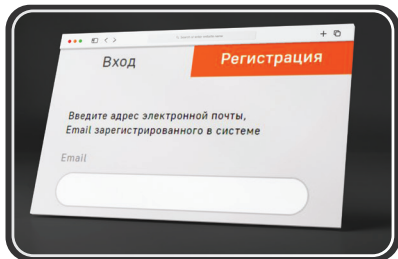 Вход
Регистрация
Введите адрес электронной почты,
Email зарегистрированного в системе
Email